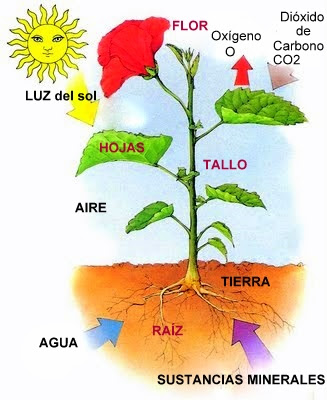 FLOR
Oxígeno
O
Dióxido
de
Carbono
CO2
LUZ del sol
HOJAS
TALLO
AIRE
TIERRA
RAÍZ
AGUA
SUSTANCIAS MINERALES